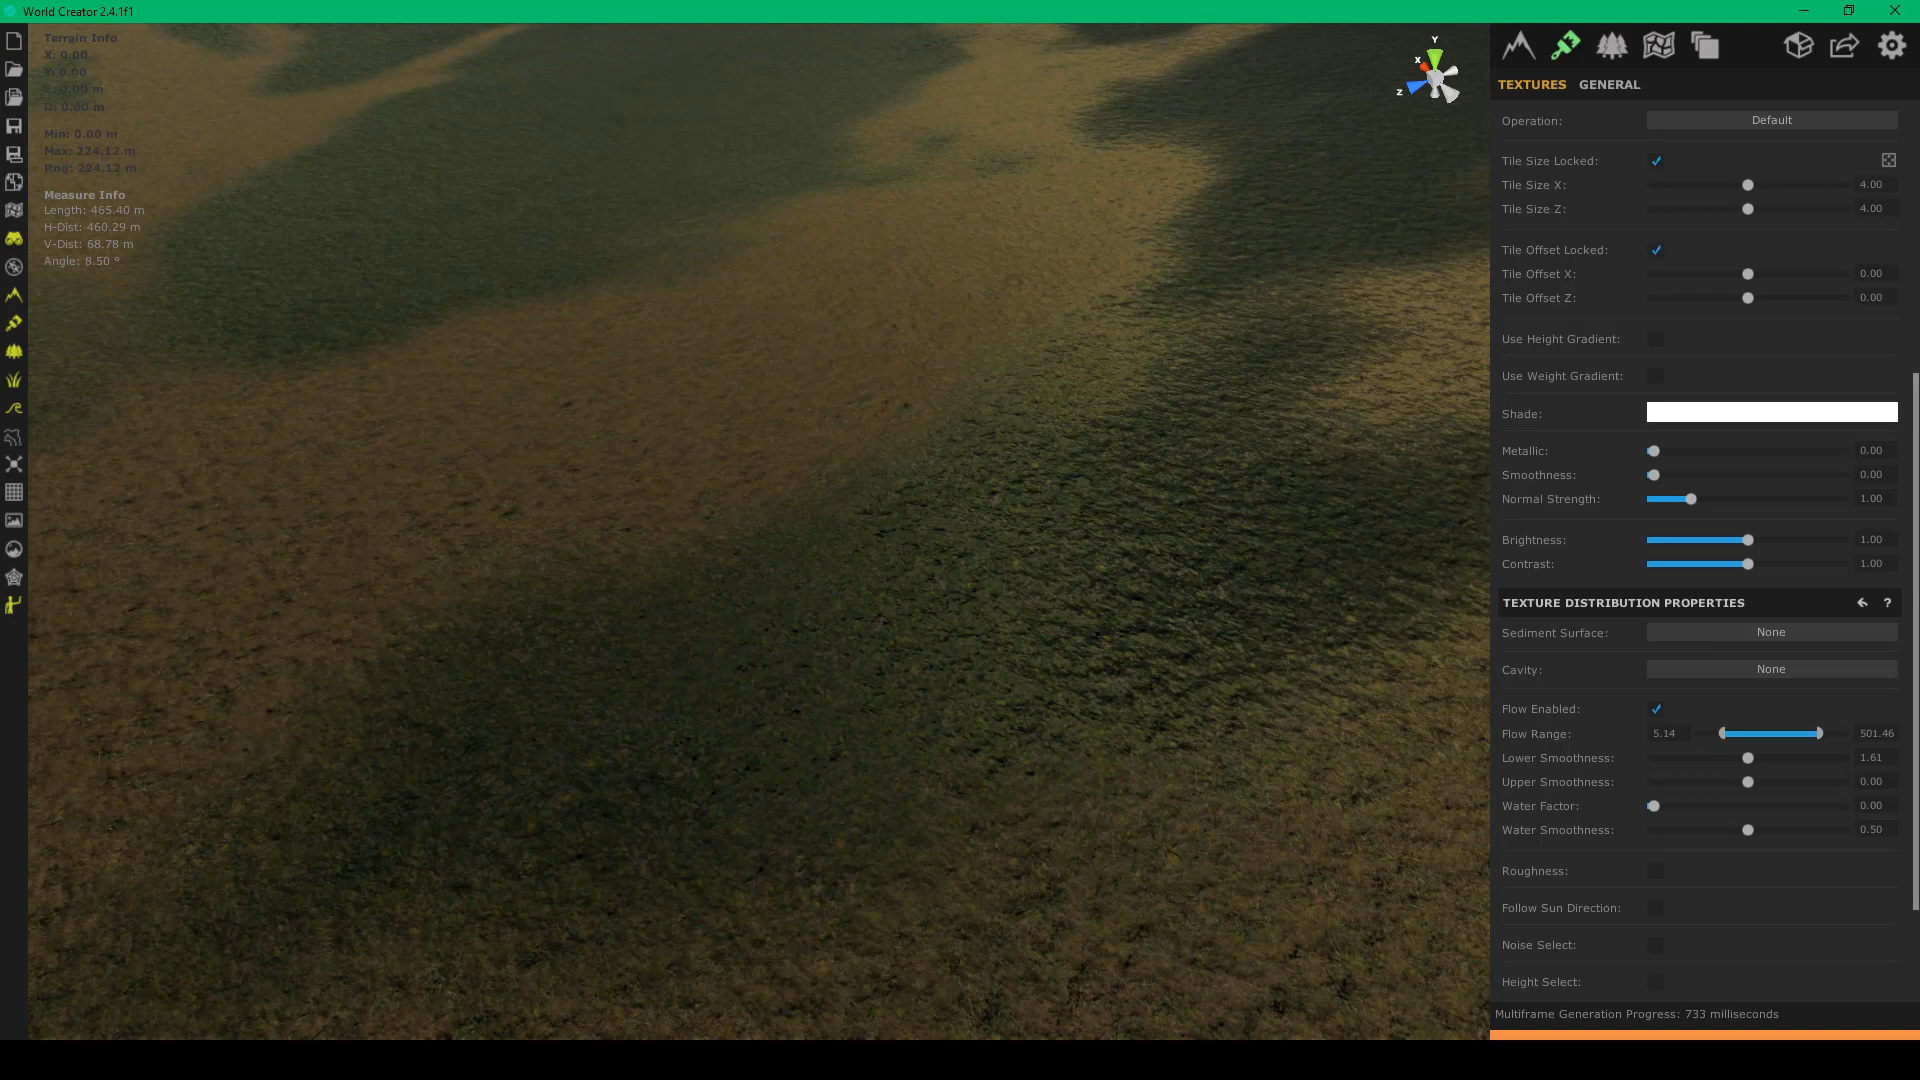 World Creator 2.4.1f1
Terrain Info
X: 0.00
Y: 0.00
E: 0.00 m
D: 0.00 m
Min: 0.00 m
Max: 224.12 m
Rng: 224.12 m
Measure Info
Length: 465.40 m
H-Dist: 460.29 m
V-Dist: 68.78 m
Angle: 8.50 °
Y
X
Z
TEXTURES GENERAL
Operation: Default
Tile Size Locked:
Tile Size X: 4.00
Tile Size Z: 4.00
Tile Offset Locked:
Tile Offset X: 0.00
Tile Offset Z: 0.00
Use Height Gradient:
Use Weight Gradient:
Shade:
Metallic: 0.00
Smoothness: 0.00
Normal Strength: 1.00
Brightness: 1.00
Contrast: 1.00
TEXTURE DISTRIBUTION PROPERTIES ?
Sediment Surface: None
Cavity: None
Flow Enabled:
Flow Range: 5.14 501.46
Lower Smoothness: 1.61
Upper Smoothness: 0.00
Water Factor: 0.00
Water Smoothness: 0.50
Roughness:
Follow Sun Direction:
Noise Select:
Height Select:
Multiframe Generation Progress: 733 milliseconds